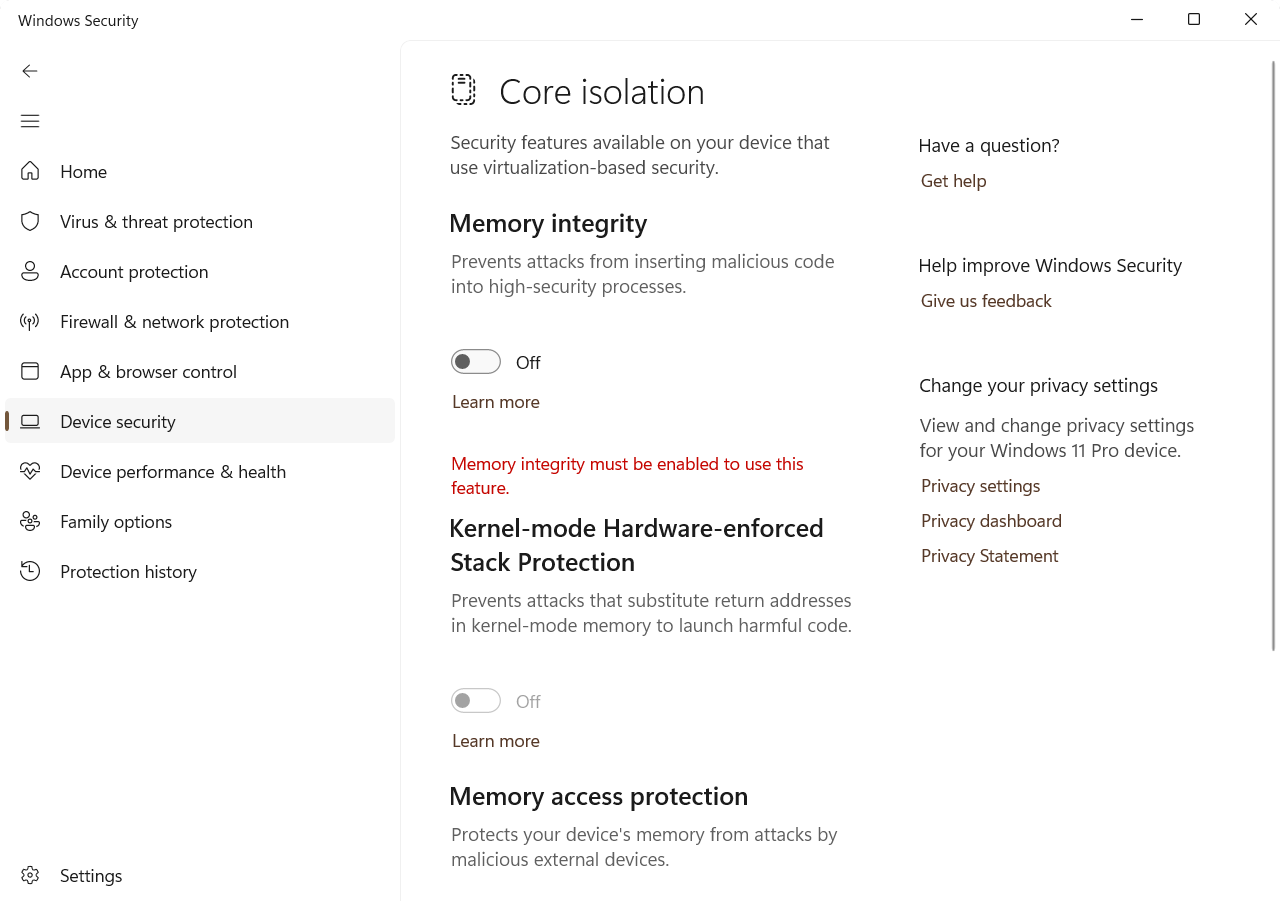 Windows Security
Home
Virus & threat protection
Account protection
Firewall & network protection
App & browser control
Device security
Device performance & health
Family options
Protection history
Settings
Core isolation
Security features available on your device that
use virtualization-based security.
Memory integrity
Prevents attacks from inserting malicious code
into high-security processes.
Off
Learn more
Memory integrity must be enabled to use this
feature.
Kernel-mode Hardware-enforced
Stack Protection
Prevents attacks that substitute return addresses
in kernel-mode memory to launch harmful code.
Off
Learn more
Memory access protection
Protects your device's memory from attacks by
malicious external devices.
Have a question?
Get help
Help improve Windows Security
Give us feedback
Change your privacy settings
View and change privacy settings
for your Windows 11 Pro device.
Privacy settings
Privacy dashboard
Privacy Statement